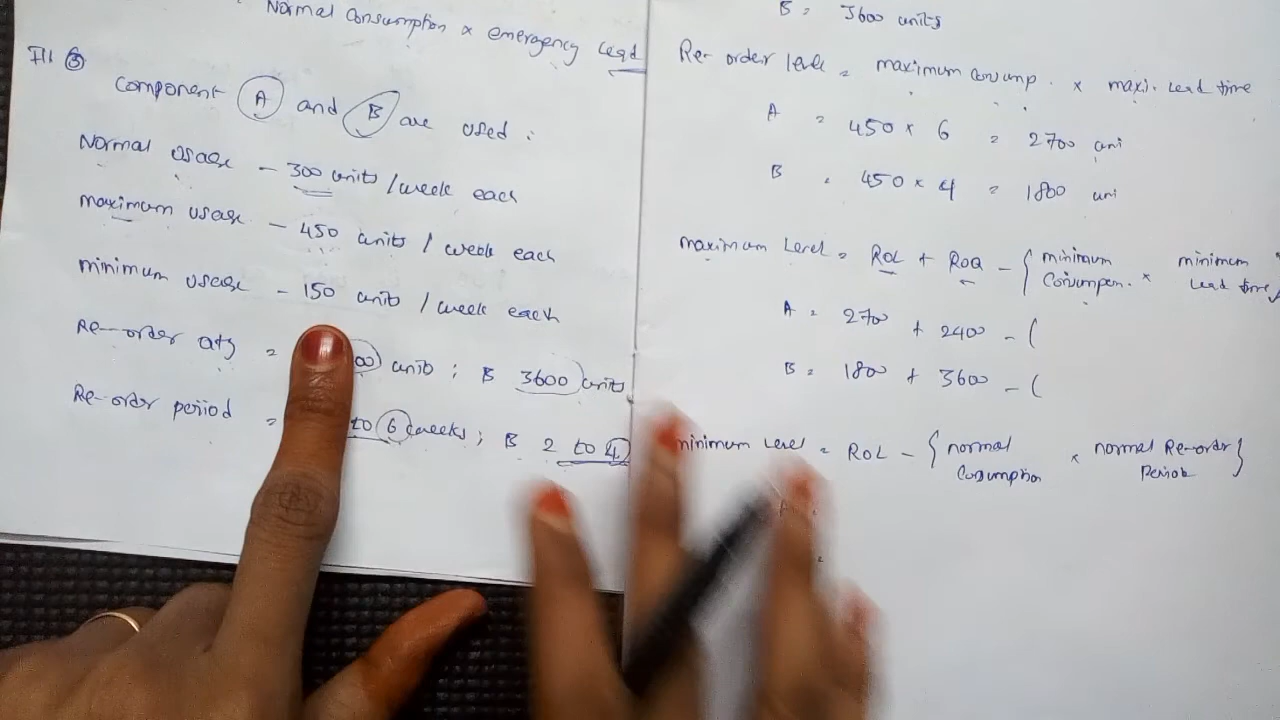 Normal Consumption x emergency Lead
Ill 3
Component A and B are used :
Normal usage - 300 units / week each
maximum usage - 450 units / week each
minimum usage - 150 units / week each
Re-order qty = 00 units ; B 3600 units
Re-order period = to 6 weeks ; B 2 to 4
B = 3600 units
Re-order level = maximum consump. x maxi. Lead time
A = 450 x 6 = 2700 uni
B = 450 x 4 = 1800 uni
maximum Level = ROL + ROQ - { minimum Consumpn. x minimum Lead time }
A = 2700 + 2400 - (
B = 1800 + 3600 - (
minimum Level = ROL - { normal Consumption x normal Re-order Period }